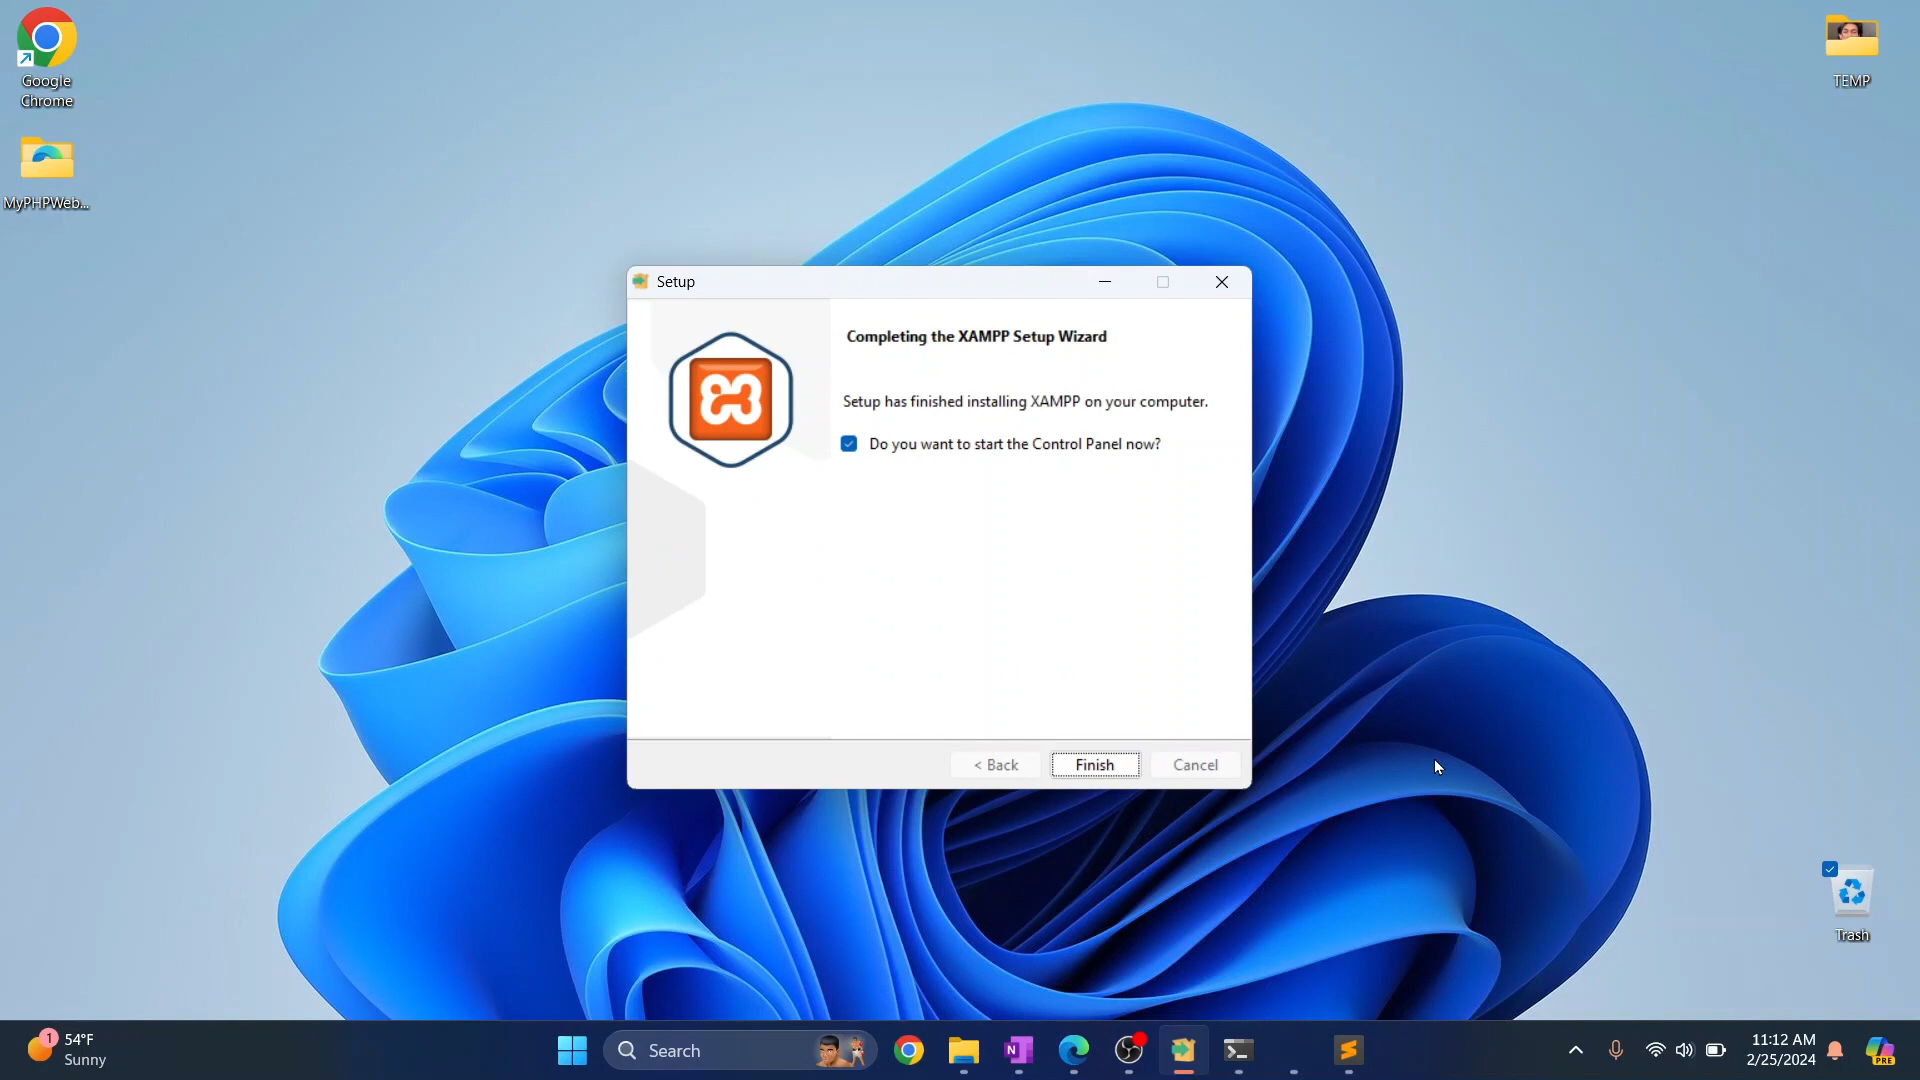 Google
Chrome
MyPHPWeb...
TEMP
Setup
Completing the XAMPP Setup Wizard
Setup has finished installing XAMPP on your computer.
Do you want to start the Control Panel now?
< Back
Finish
Cancel
Trash
1
54°F
Sunny
Search
N
11:12 AM
2/25/2024
PRE